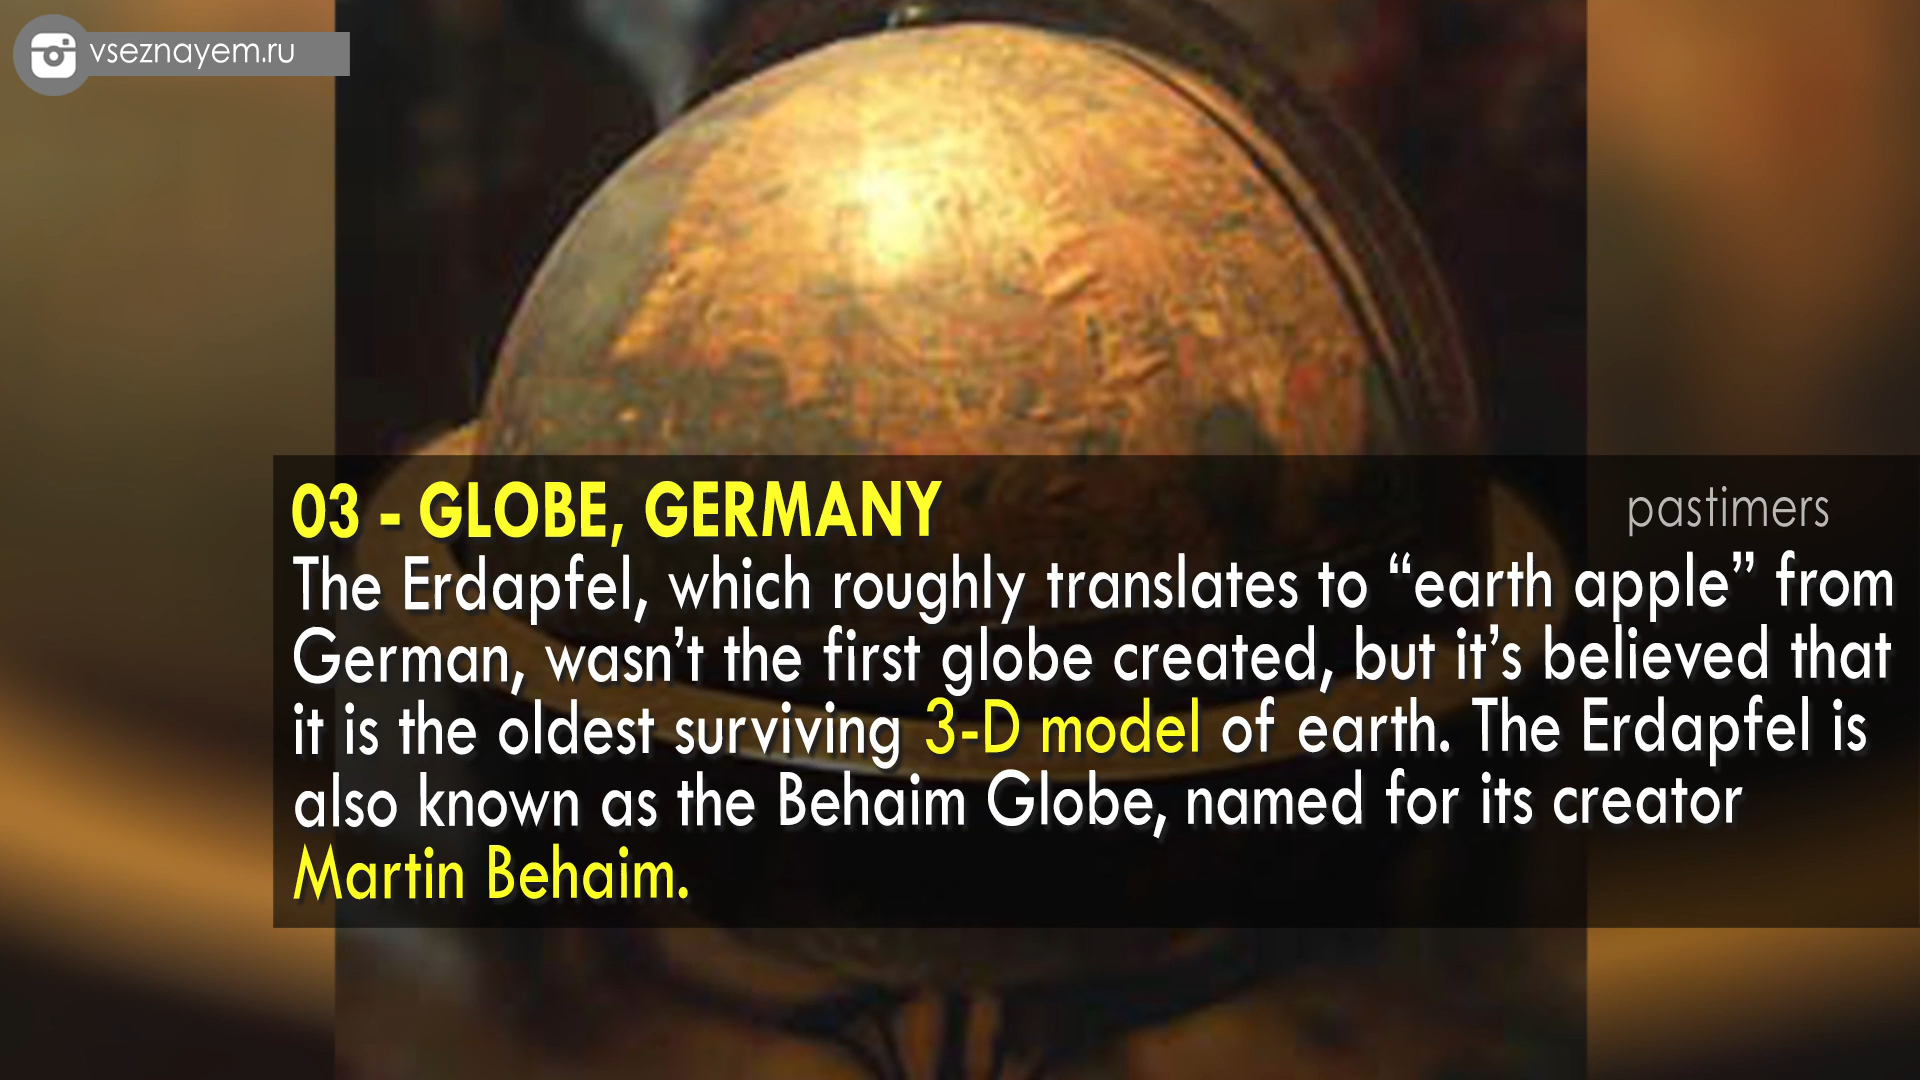 vseznayem.ru
03 - GLOBE, GERMANY
pastimers
The Erdapfel, which roughly translates to “earth apple” from
German, wasn’t the first globe created, but it’s believed that
it is the oldest surviving 3-D model of earth. The Erdapfel is
also known as the Behaim Globe, named for its creator
Martin Behaim.